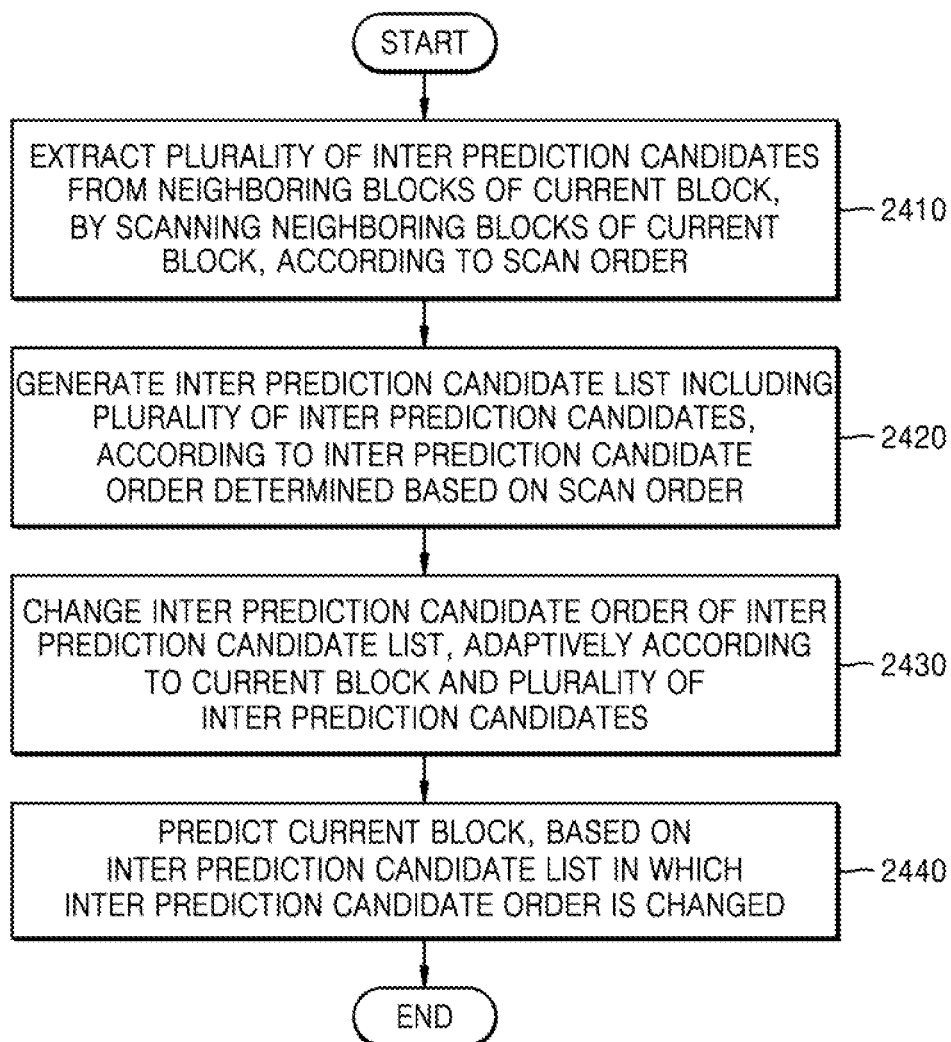 START
EXTRACT PLURALITY OF INTER PREDICTION CANDIDATES
FROM NEIGHBORING BLOCKS OF CURRENT BLOCK,
BY SCANNING NEIGHBORING BLOCKS OF CURRENT
BLOCK, ACCORDING TO SCAN ORDER
2410
GENERATE INTER PREDICTION CANDIDATE LIST INCLUDING
PLURALITY OF INTER PREDICTION CANDIDATES,
ACCORDING TO INTER PREDICTION CANDIDATE
ORDER DETERMINED BASED ON SCAN ORDER
2420
CHANGE INTER PREDICTION CANDIDATE ORDER OF INTER
PREDICTION CANDIDATE LIST, ADAPTIVELY ACCORDING
TO CURRENT BLOCK AND PLURALITY OF
INTER PREDICTION CANDIDATES
2430
PREDICT CURRENT BLOCK, BASED ON
INTER PREDICTION CANDIDATE LIST IN WHICH
INTER PREDICTION CANDIDATE ORDER IS CHANGED
2440
END